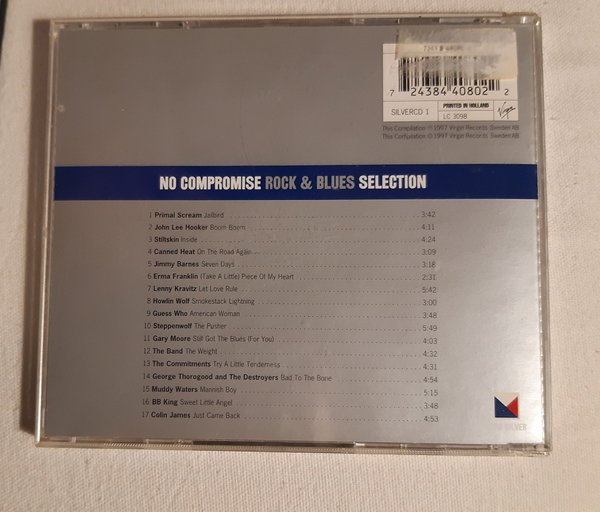 7 24384 40802 2
SILVERCD 1 PRINTED IN HOLLAND
LC 3098
Virgin
This Compilation ℗ 1997 Virgin Records Sweden AB
This Compilation © 1997 Virgin Records Sweden AB
NO COMPROMISE ROCK & BLUES SELECTION
1 Primal Scream Jailbird 3:42
2 John Lee Hooker Boom Boom 4:11
3 Stiltskin Inside 4:24
4 Canned Heat On The Road Again 3:09
5 Jimmy Barnes Seven Days 3:18
6 Erma Franklin (Take A Little) Piece Of My Heart 2:31
7 Lenny Kravitz Let Love Rule 5:42
8 Howlin Wolf Smokestack Lightning 3:00
9 Guess Who American Woman 3:48
10 Steppenwolf The Pusher 5:49
11 Gary Moore Still Got The Blues (For You) 4:03
12 The Band The Weight 4:32
13 The Commitments Try A Little Tenderness 4:31
14 George Thorogood and The Destroyers Bad To The Bone 4:54
15 Muddy Waters Mannish Boy 5:15
16 BB King Sweet Little Angel 3:48
17 Colin James Just Came Back 4:53
SILVER